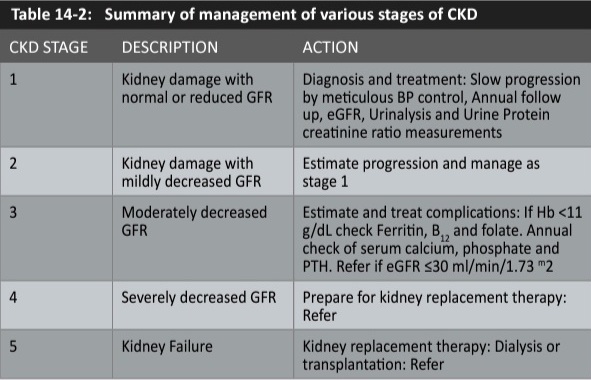 Table 14-2: Summary of management of various stages of CKD
CKD STAGE DESCRIPTION ACTION
1 Kidney damage with Diagnosis and treatment: Slow progression
normal or reduced GFR by meticulous BP control, Annual follow
up, eGFR, Urinalysis and Urine Protein
creatinine ratio measurements
2 Kidney damage with Estimate progression and manage as
mildly decreased GFR stage 1
3 Moderately decreased Estimate and treat complications: If Hb <11
GFR g/dL check Ferritin, B12 and folate. Annual
check of serum calcium, phosphate and
PTH. Refer if eGFR ≤30 ml/min/1.73 m2
4 Severely decreased GFR Prepare for kidney replacement therapy:
Refer
5 Kidney Failure Kidney replacement therapy: Dialysis or
transplantation: Refer